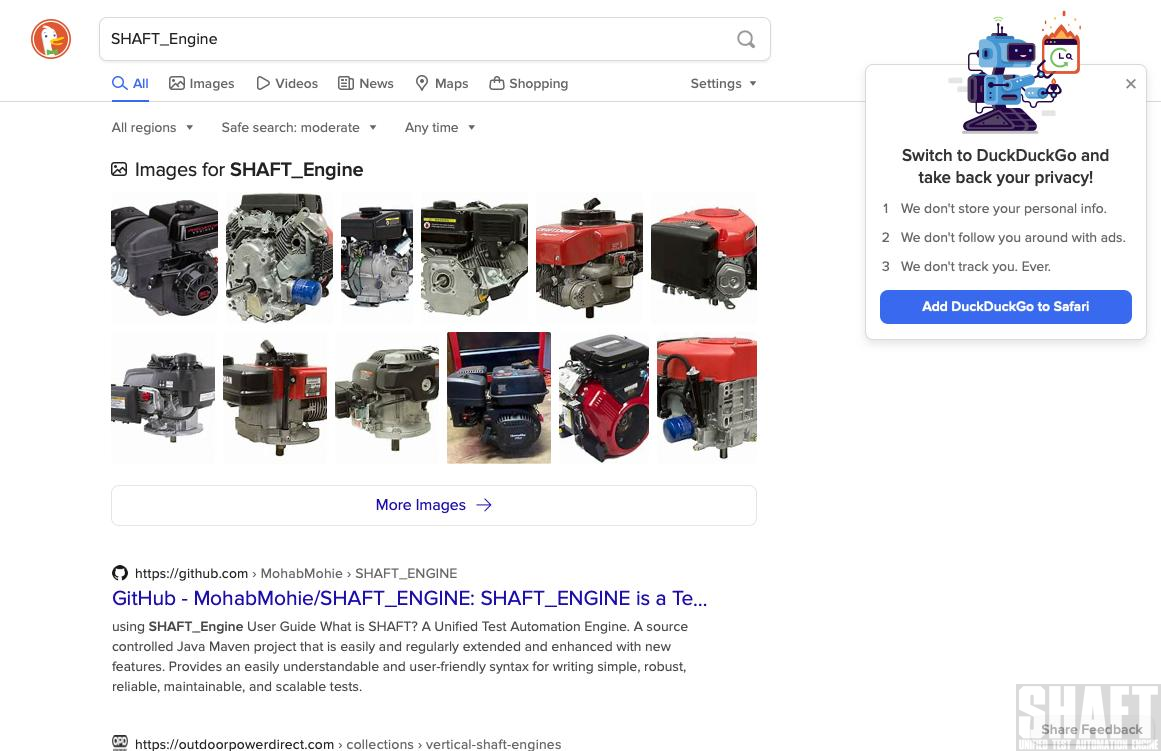 SHAFT_Engine
All
Images
Videos
News
Maps
Shopping
Settings
All regions
Safe search: moderate
Any time
Images for SHAFT_Engine
More Images
https://github.com › MohabMohie › SHAFT_ENGINE
GitHub - MohabMohie/SHAFT_ENGINE: SHAFT_ENGINE is a Te...
using SHAFT_Engine User Guide What is SHAFT? A Unified Test Automation Engine. A source
controlled Java Maven project that is easily and regularly extended and enhanced with new
features. Provides an easily understandable and user-friendly syntax for writing simple, robust,
reliable, maintainable, and scalable tests.
https://outdoorpowerdirect.com › collections › vertical-shaft-engines
Switch to DuckDuckGo and
take back your privacy!
1 We don't store your personal info.
2 We don't follow you around with ads.
3 We don't track you. Ever.
Add DuckDuckGo to Safari
SHAFT
Share Feedback